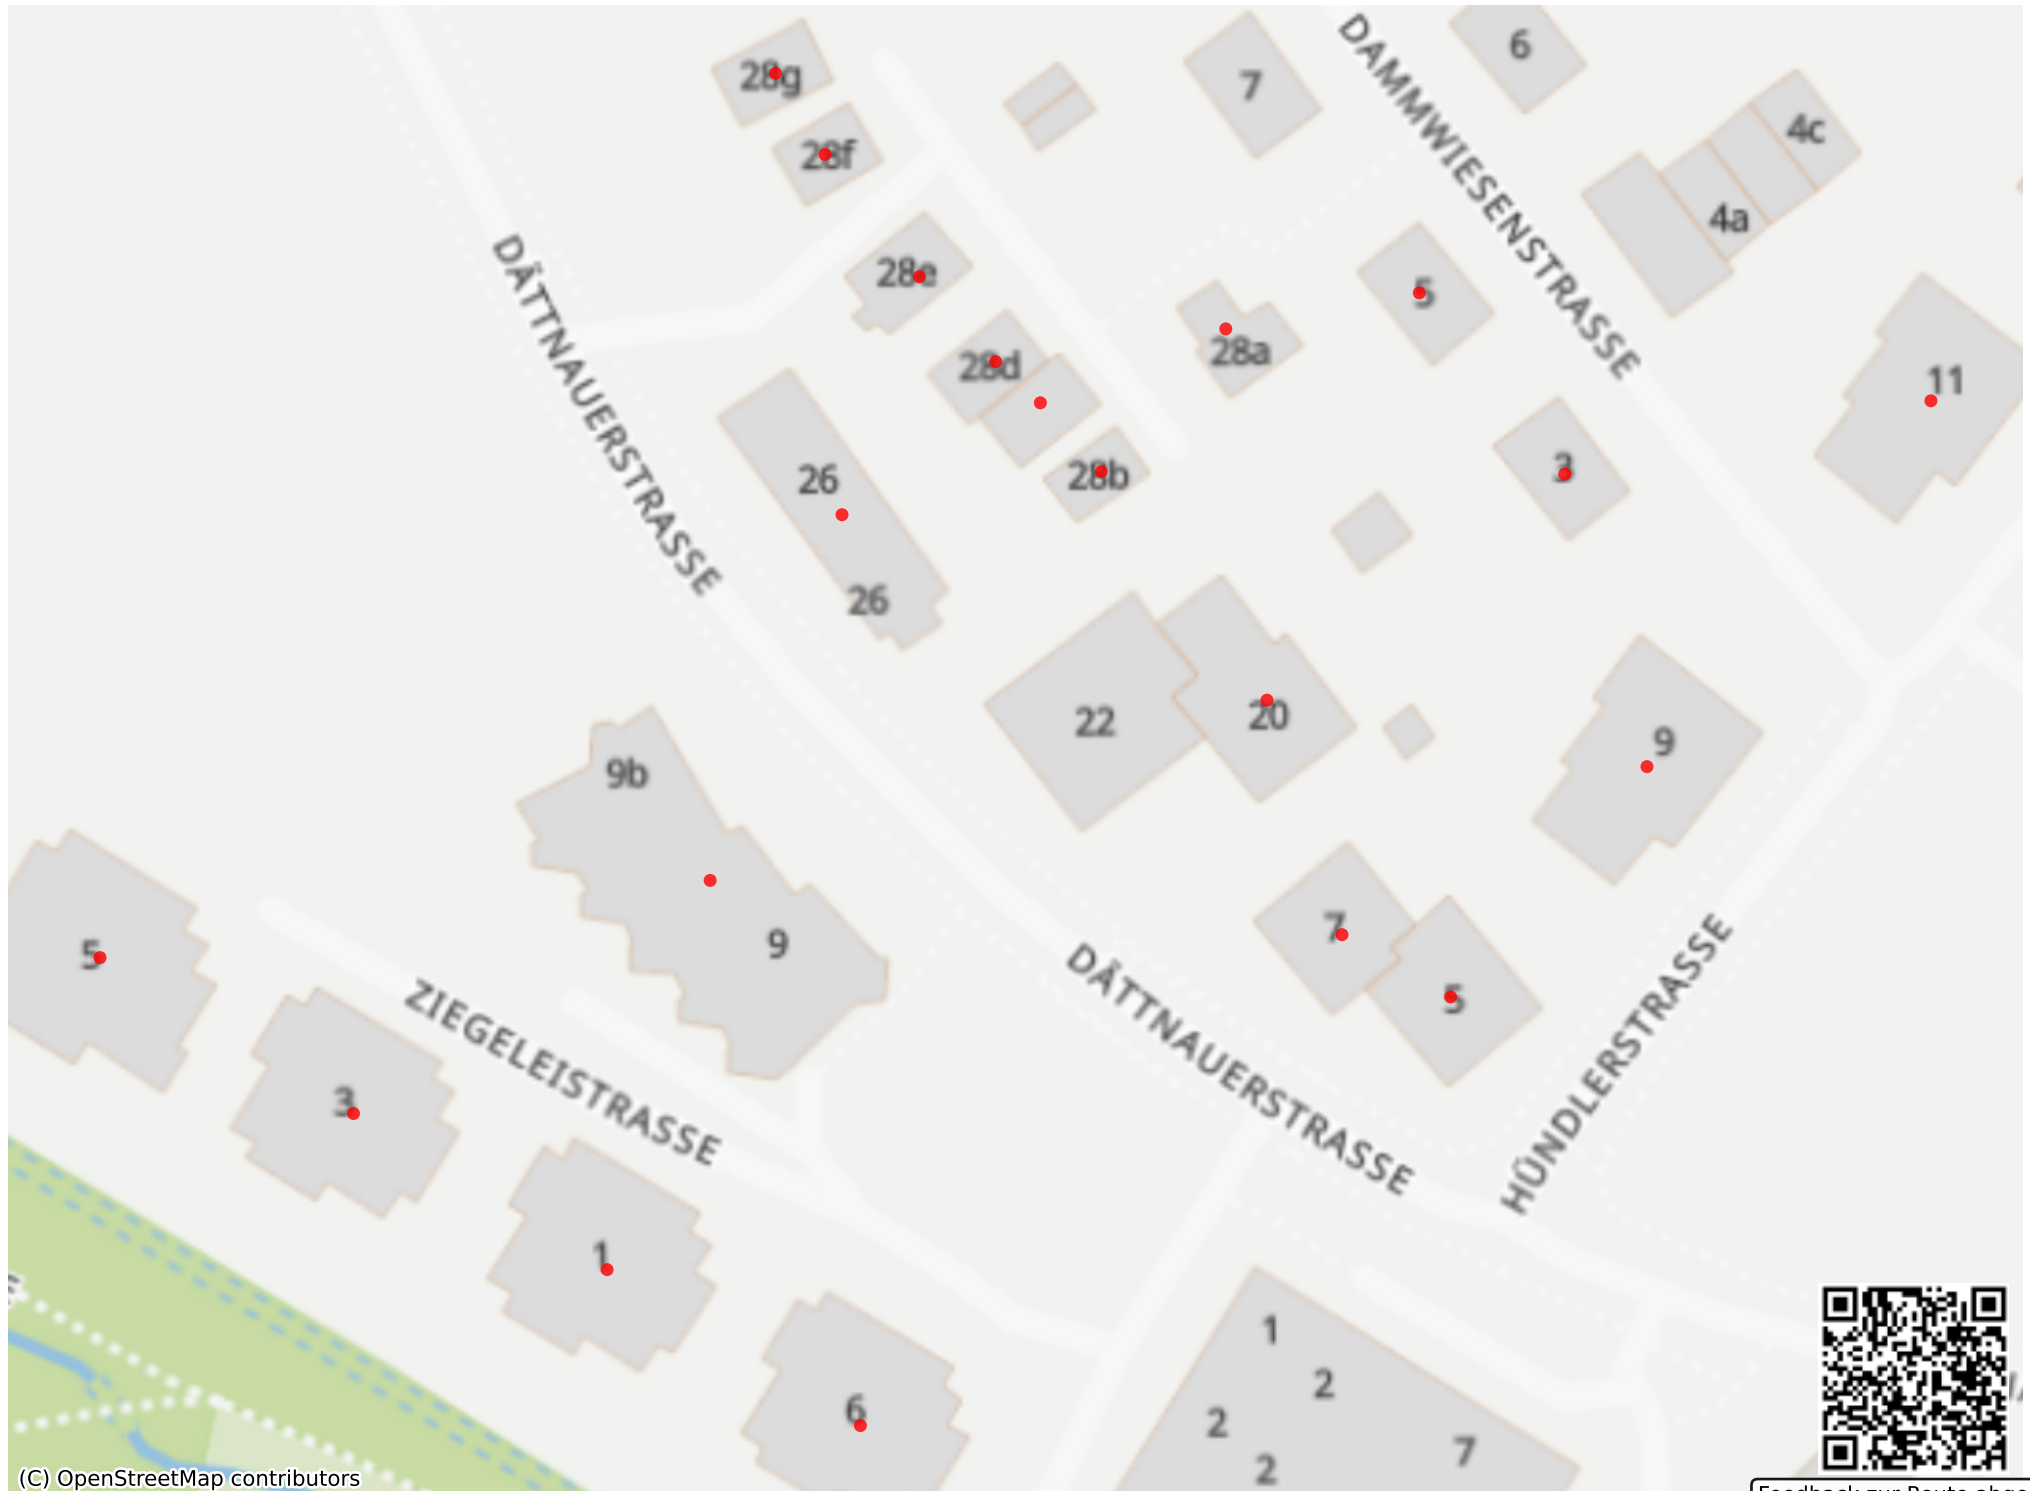 28g
28f
7
6
DAMMWIESENSTRASSE
4c
4a
DÄTTNAUERSTRASSE
28e
28d
28a
5
11
26
28b
3
26
22
20
9
9b
9
7
5
5
ZIEGELEISTRASSE
DÄTTNAUERSTRASSE
HÜNDLERSTRASSE
3
1
6
1
2
2
2
7
(C) OpenStreetMap contributors